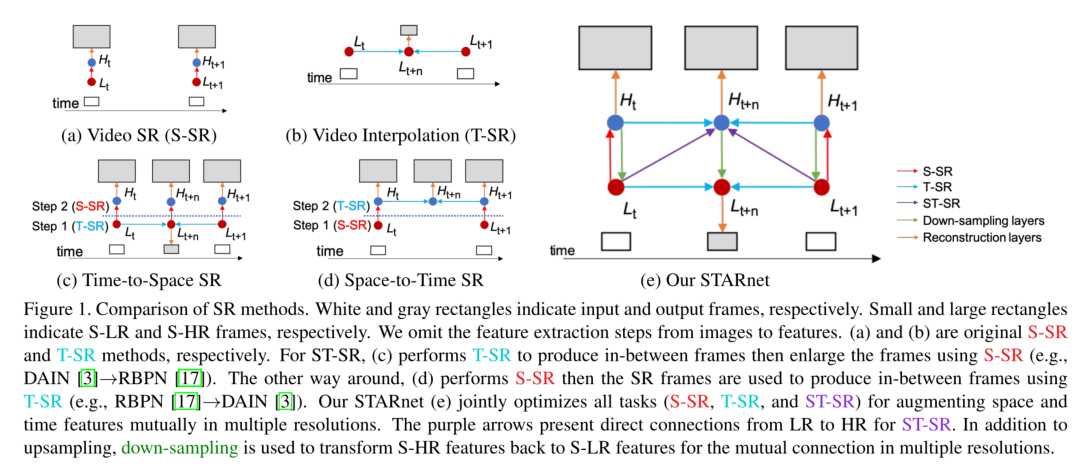 H_t
L_t
H_{t+1}
L_{t+1}
time
(a) Video SR (S-SR)
L_t
L_{t+n}
L_{t+1}
time
(b) Video Interpolation (T-SR)
H_t
H_{t+n}
H_{t+1}
Step 2 (S-SR)
Step 1 (T-SR)
L_t
L_{t+n}
L_{t+1}
time
(c) Time-to-Space SR
H_t
H_{t+n}
H_{t+1}
Step 2 (T-SR)
Step 1 (S-SR)
L_t
L_{t+1}
time
(d) Space-to-Time SR
H_t
H_{t+n}
H_{t+1}
L_t
L_{t+n}
L_{t+1}
time
(e) Our STARnet
S-SR
T-SR
ST-SR
Down-sampling layers
Reconstruction layers
Figure 1. Comparison of SR methods. White and gray rectangles indicate input and output frames, respectively. Small and large rectangles
indicate S-LR and S-HR frames, respectively. We omit the feature extraction steps from images to features. (a) and (b) are original S-SR
and T-SR methods, respectively. For ST-SR, (c) performs T-SR to produce in-between frames then enlarge the frames using S-SR (e.g.,
DAIN [3]→RBPN [17]). The other way around, (d) performs S-SR then the SR frames are used to produce in-between frames using
T-SR (e.g., RBPN [17]→DAIN [3]). Our STARnet (e) jointly optimizes all tasks (S-SR, T-SR, and ST-SR) for augmenting space and
time features mutually in multiple resolutions. The purple arrows present direct connections from LR to HR for ST-SR. In addition to
upsampling, down-sampling is used to transform S-HR features back to S-LR features for the mutual connection in multiple resolutions.